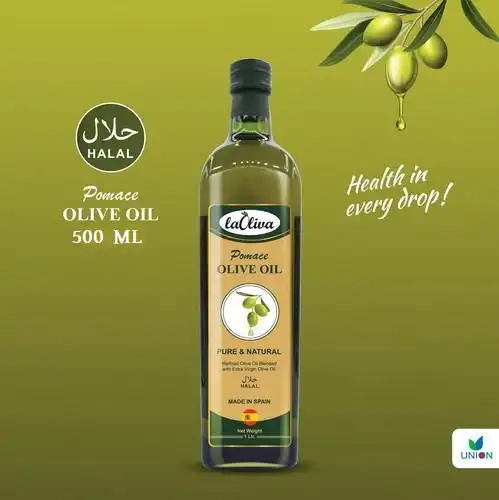 حلال
HALAL
Pomace
OLIVE OIL
500 ML
Health in
every drop!
laOliva
Pomace
OLIVE OIL
PURE & NATURAL
Refined Olive Oil Blended
with Extra Virgin Olive Oil
حلال
HALAL
MADE IN SPAIN
Net Weight
1 Ltr.
UNION